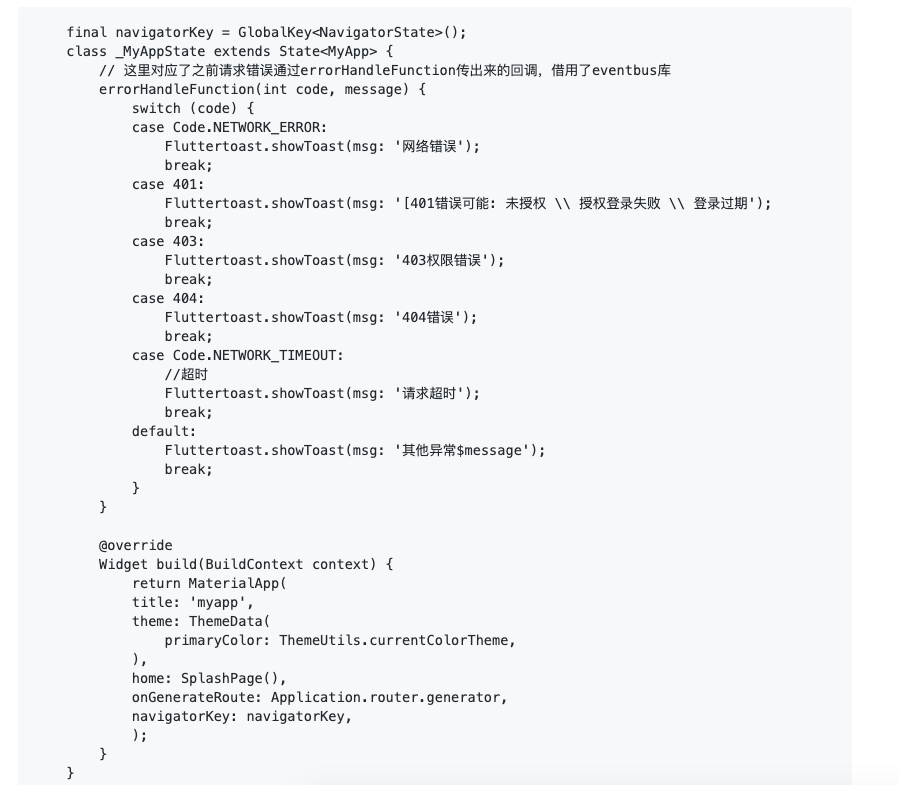 final navigatorKey = GlobalKey<NavigatorState>();
class _MyAppState extends State<MyApp> {
    // 这里对应了之前请求错误通过errorHandleFunction传出来的回调，借用了eventbus库
    errorHandleFunction(int code, message) {
        switch (code) {
        case Code.NETWORK_ERROR:
            Fluttertoast.showToast(msg: '网络错误');
            break;
        case 401:
            Fluttertoast.showToast(msg: '[401错误可能: 未授权 \\ 授权登录失败 \\ 登录过期');
            break;
        case 403:
            Fluttertoast.showToast(msg: '403权限错误');
            break;
        case 404:
            Fluttertoast.showToast(msg: '404错误');
            break;
        case Code.NETWORK_TIMEOUT:
            //超时
            Fluttertoast.showToast(msg: '请求超时');
            break;
        default:
            Fluttertoast.showToast(msg: '其他异常$message');
            break;
        }
    }

    @override
    Widget build(BuildContext context) {
        return MaterialApp(
        title: 'myapp',
        theme: ThemeData(
            primaryColor: ThemeUtils.currentColorTheme,
        ),
        home: SplashPage(),
        onGenerateRoute: Application.router.generator,
        navigatorKey: navigatorKey,
        );
    }
}